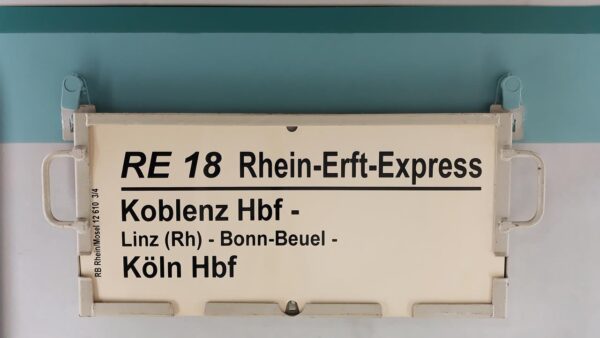 RE 18 Rhein-Erft-Express
Koblenz Hbf -
Linz (Rh) - Bonn-Beuel -
Köln Hbf
RB Rhein/Mosel 12 610 3/4